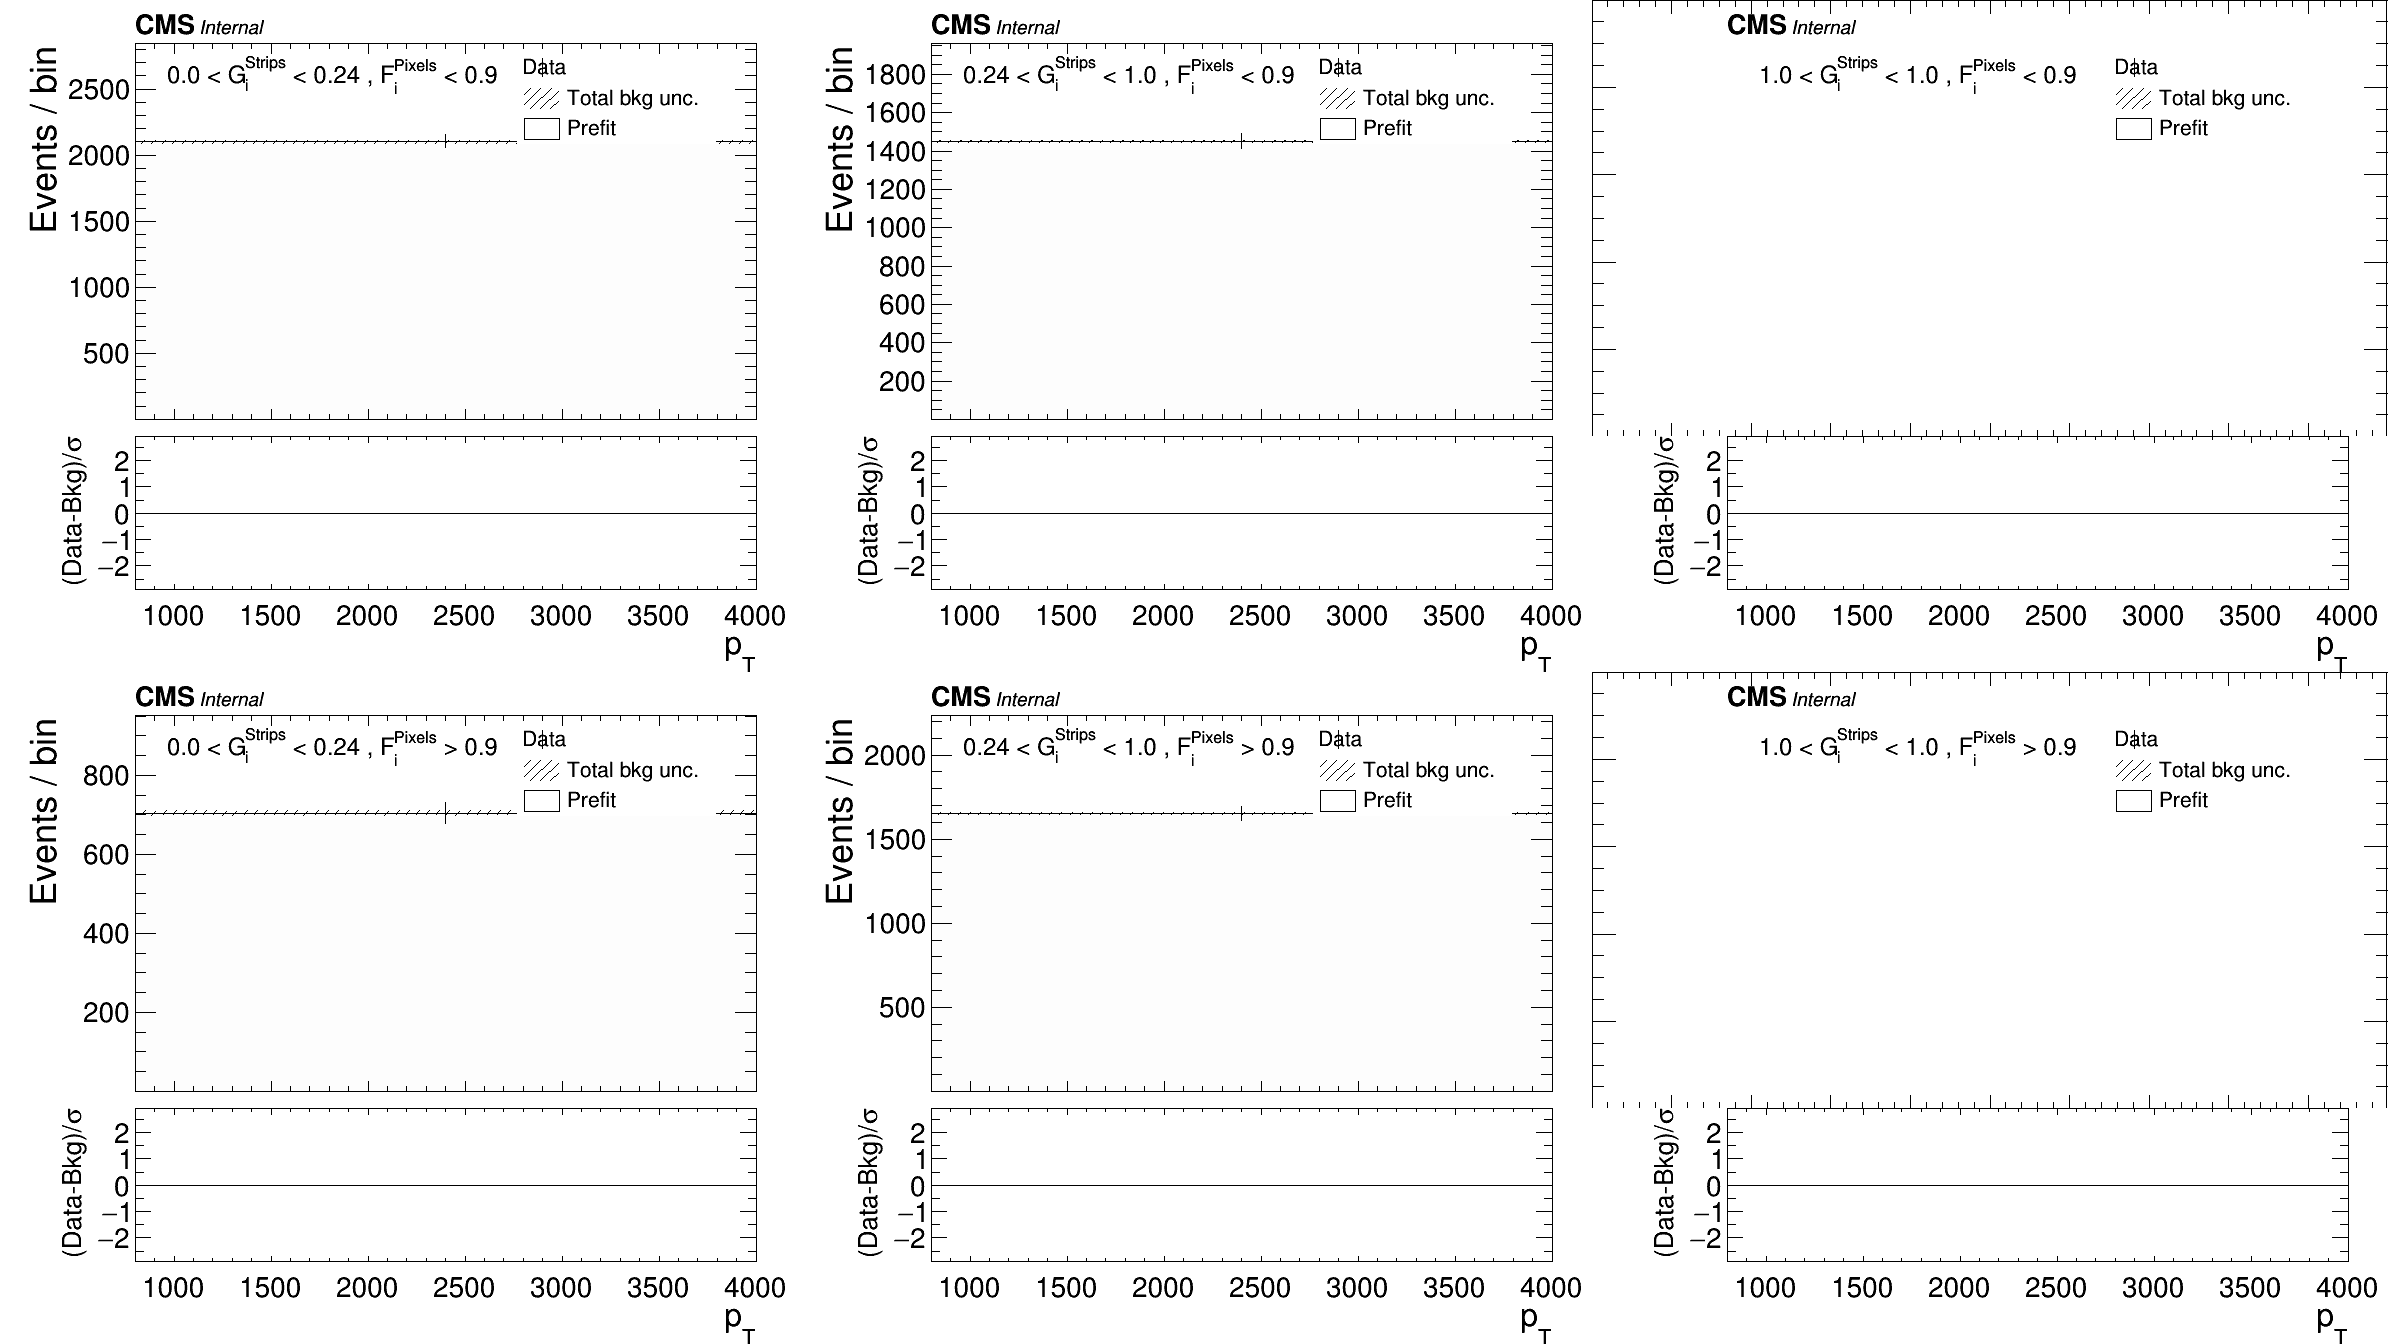 CMS Internal
0.0 < G_i^Strips < 0.24 , F_i^Pixels < 0.9
Data
Total bkg unc.
Prefit
Events / bin
2500
2000
1500
1000
500
(Data-Bkg)/σ
2
1
0
−1
−2
1000 1500 2000 2500 3000 3500 4000
p_T
CMS Internal
0.24 < G_i^Strips < 1.0 , F_i^Pixels < 0.9
Data
Total bkg unc.
Prefit
Events / bin
1800
1600
1400
1200
1000
800
600
400
200
(Data-Bkg)/σ
2
1
0
−1
−2
1000 1500 2000 2500 3000 3500 4000
p_T
CMS Internal
1.0 < G_i^Strips < 1.0 , F_i^Pixels < 0.9
Data
Total bkg unc.
Prefit
(Data-Bkg)/σ
2
1
0
−1
−2
1000 1500 2000 2500 3000 3500 4000
p_T
CMS Internal
0.0 < G_i^Strips < 0.24 , F_i^Pixels > 0.9
Data
Total bkg unc.
Prefit
Events / bin
800
600
400
200
(Data-Bkg)/σ
2
1
0
−1
−2
1000 1500 2000 2500 3000 3500 4000
p_T
CMS Internal
0.24 < G_i^Strips < 1.0 , F_i^Pixels > 0.9
Data
Total bkg unc.
Prefit
Events / bin
2000
1500
1000
500
(Data-Bkg)/σ
2
1
0
−1
−2
1000 1500 2000 2500 3000 3500 4000
p_T
CMS Internal
1.0 < G_i^Strips < 1.0 , F_i^Pixels > 0.9
Data
Total bkg unc.
Prefit
(Data-Bkg)/σ
2
1
0
−1
−2
1000 1500 2000 2500 3000 3500 4000
p_T